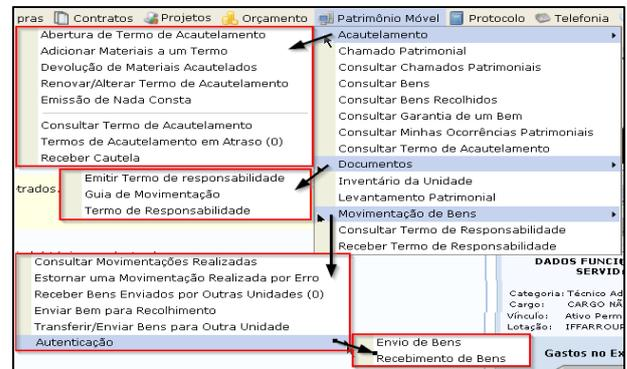 pras Contratos Projetos Orçamento Patrimônio Móvel Protocolo Telefonia
Abertura de Termo de Acautelamento
Adicionar Materiais a um Termo
Devolução de Materiais Acautelados
Renovar/Alterar Termo de Acautelamento
Emissão de Nada Consta
Consultar Termo de Acautelamento
Termos de Acautelamento em Atraso (0)
Receber Cautela
Acautelamento
Chamado Patrimonial
Consultar Chamados Patrimoniais
Consultar Bens
Consultar Bens Recolhidos
Consultar Garantia de um Bem
Consultar Minhas Ocorrências Patrimoniais
Consultar Termo de Acautelamento
Documentos
Inventário da Unidade
Levantamento Patrimonial
Movimentação de Bens
Consultar Termo de Responsabilidade
Receber Termo de Responsabilidade
trados.
Emitir Termo de responsabilidade
Guia de Movimentação
Termo de Responsabilidade
Consultar Movimentações Realizadas
Estornar uma Movimentação Realizada por Erro
Receber Bens Enviados por Outras Unidades (0)
Enviar Bem para Recolhimento
Transferir/Enviar Bens para Outra Unidade
Autenticação
Envio de Bens
Recebimento de Bens
DADOS FUNCI
SERVID
Categoria: Técnico Ad
Cargo: CARGO NÃ
Vínculo: Ativo Perm
Lotação: IFFARROUP
Gastos no Ex